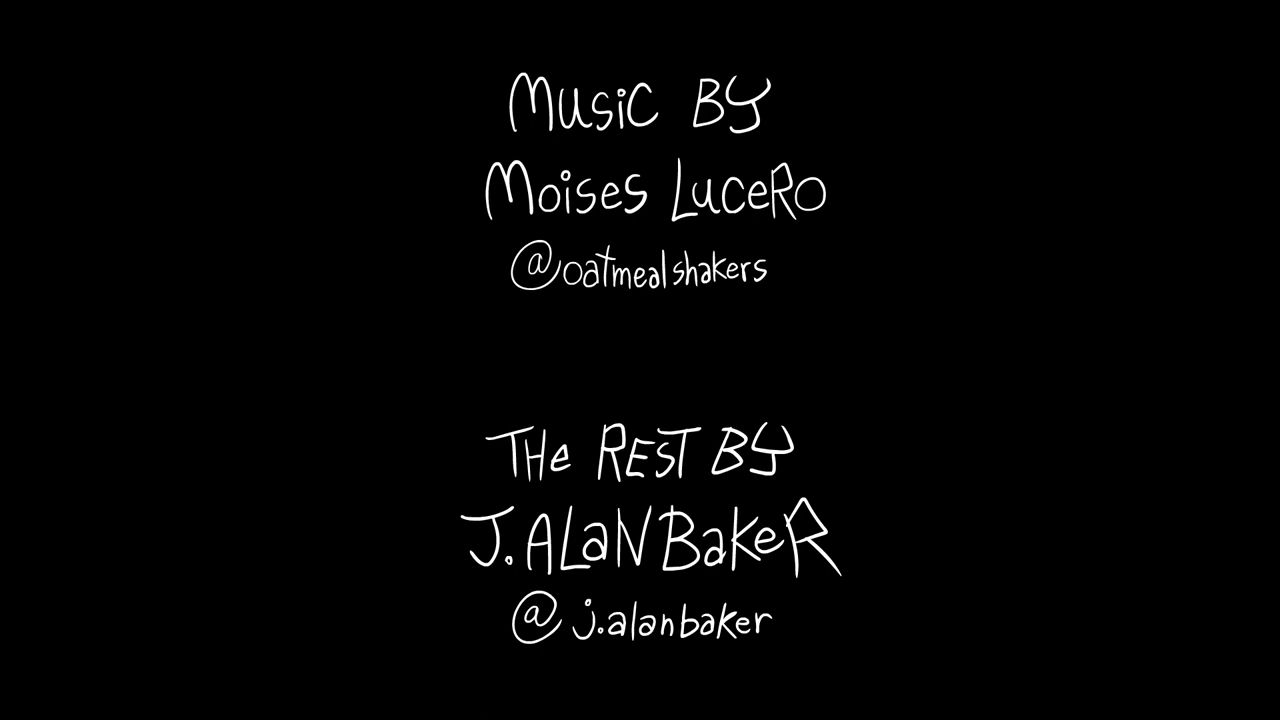 Music By
Moises Lucero
@oatmealshakers
The Rest By
J. Alan Baker
@j.alanbaker